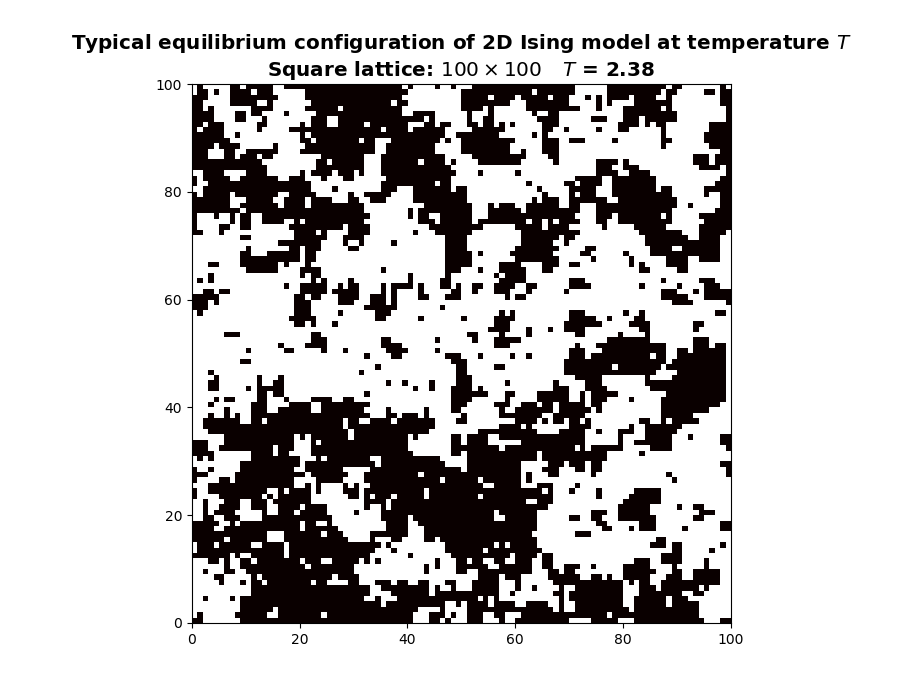 Typical equilibrium configuration of 2D Ising model at temperature T
Square lattice: 100 × 100 T = 2.38
100
80
60
40
20
0
0 20 40 60 80 100